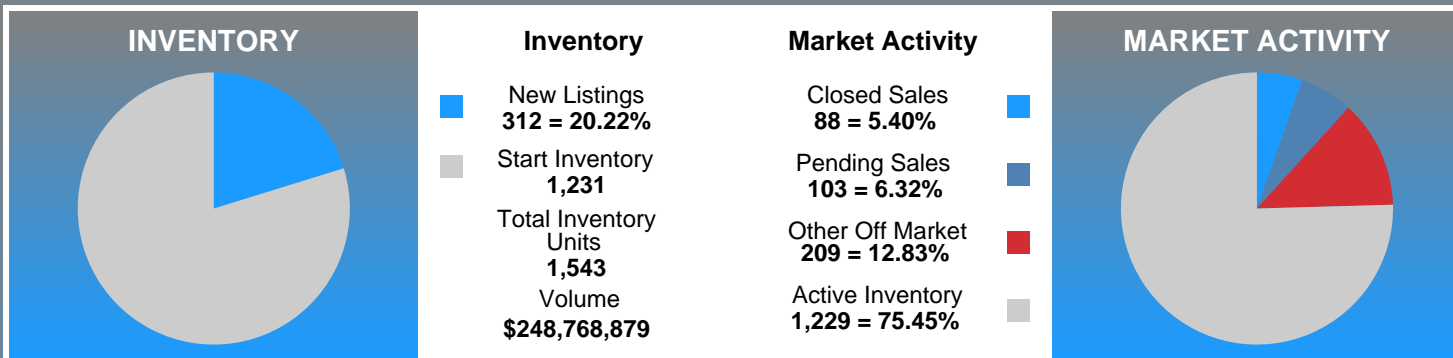 INVENTORY
Inventory
New Listings
312 = 20.22%
Start Inventory
1,231
Total Inventory
Units
1,543
Volume
$248,768,879
Market Activity
Closed Sales
88 = 5.40%
Pending Sales
103 = 6.32%
Other Off Market
209 = 12.83%
Active Inventory
1,229 = 75.45%
MARKET ACTIVITY